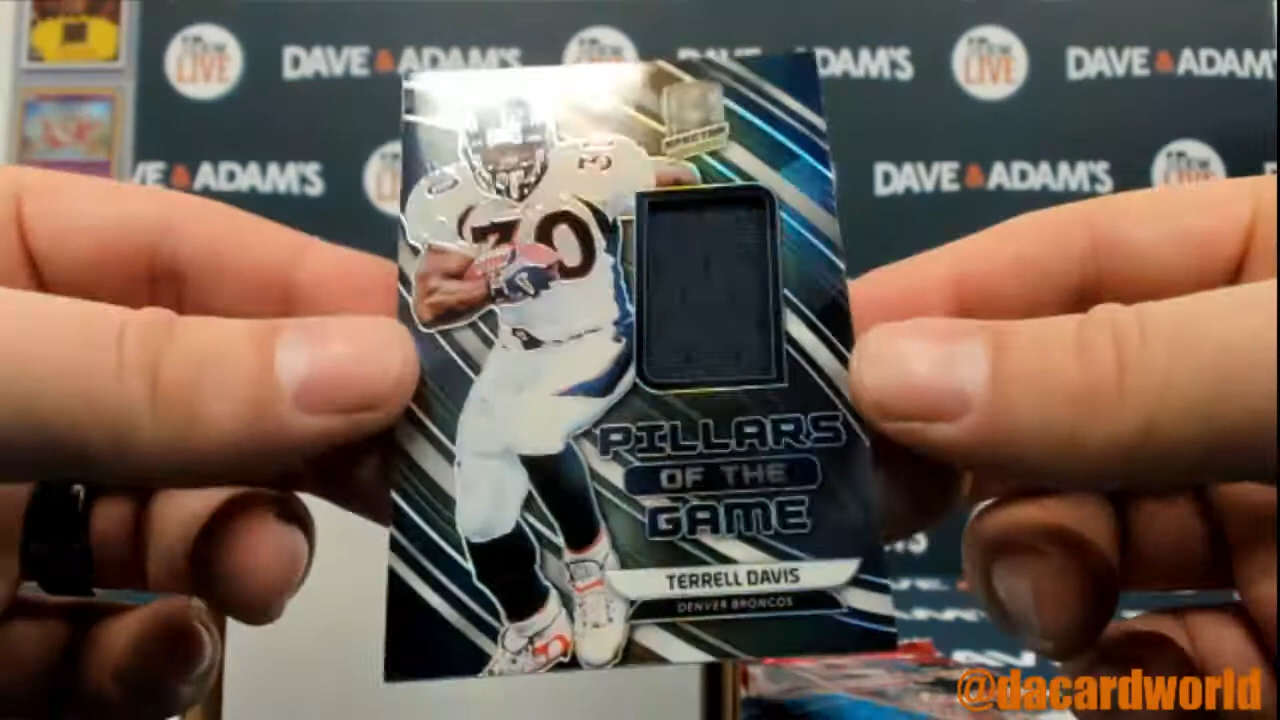 LIVE
DAVE & ADAM'S
LIVE
DAVE & ADAM'S
DAVE & ADAM'S
DAVE & ADAM'S
SPECTRA
30
30
PILLARS
OF THE
GAME
TERRELL DAVIS
DENVER BRONCOS
@dacardworld